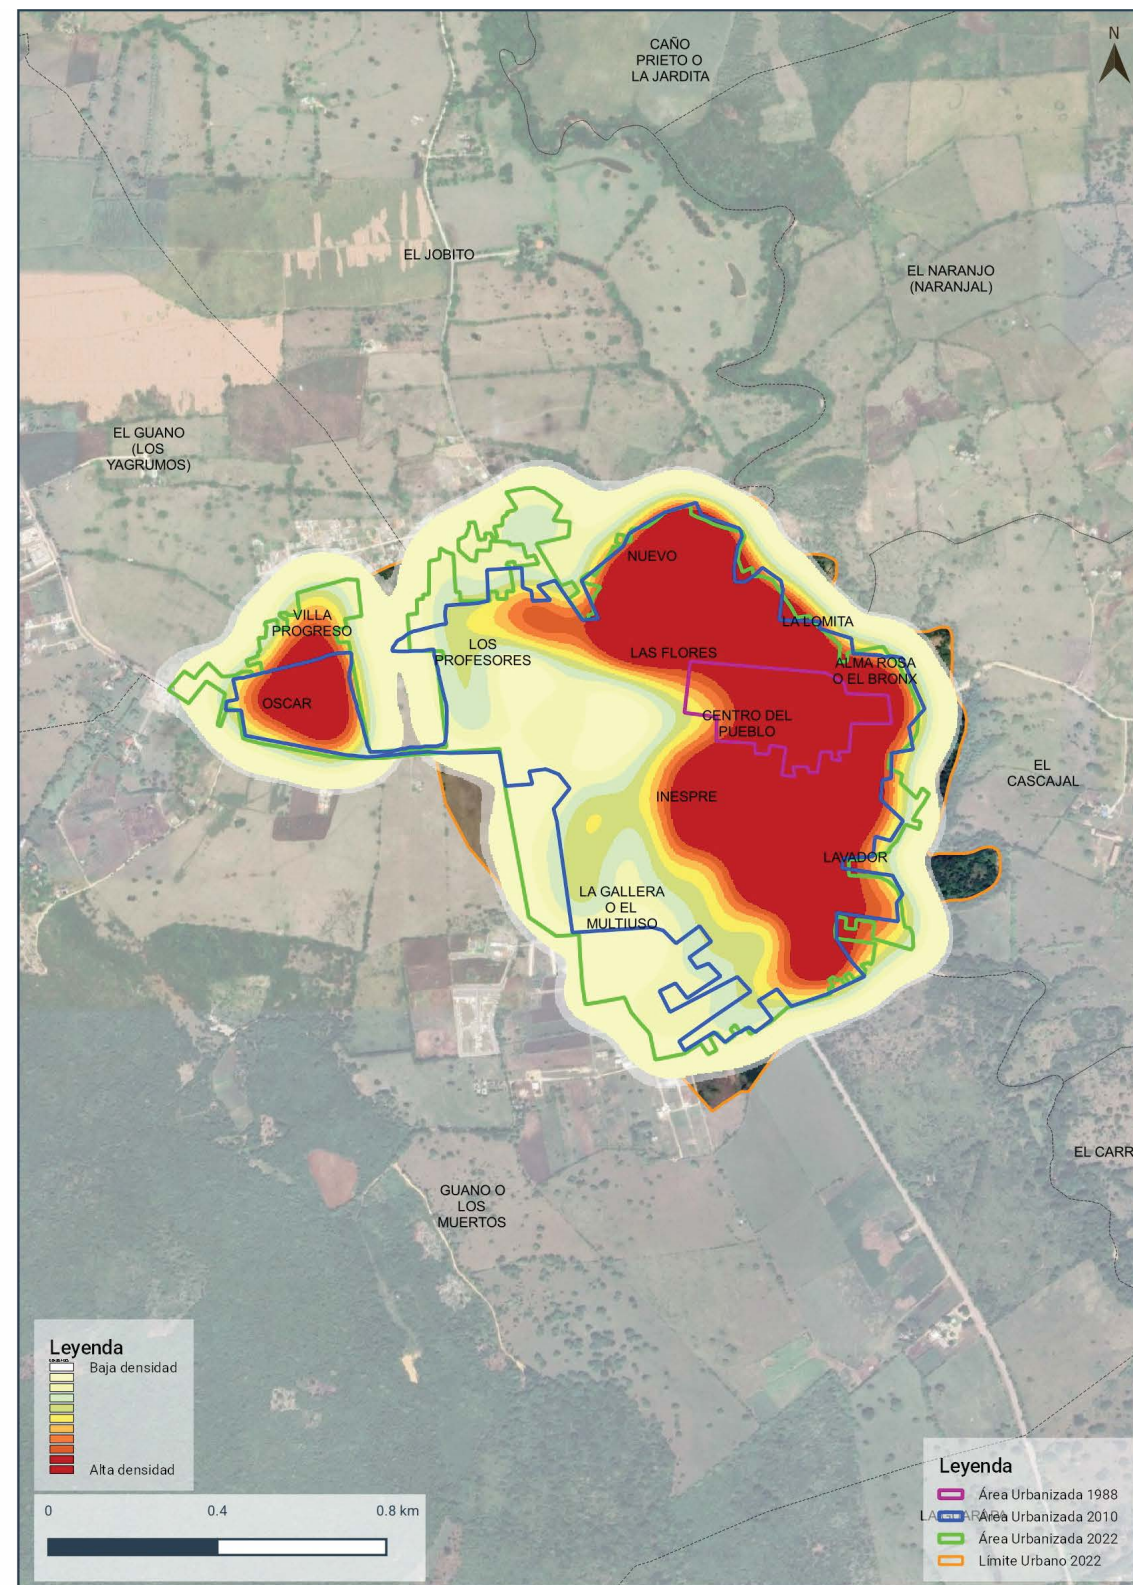 N
CAÑO
PRIETO O
LA JARDITA
EL JOBITO
EL NARANJO
(NARANJAL)
EL GUANO
(LOS
YAGRUMOS)
NUEVO
VILLA
PROGRESO
LA LOMITA
LOS
PROFESORES
LAS FLORES
ALMA ROSA
O EL BRONX
OSCAR
CENTRO DEL
PUEBLO
EL
CASCAJAL
INESPRE
LAVADOR
LA GALLERA
O EL
MULTIUSO
EL CARR
GUANO O
LOS
MUERTOS
Leyenda
Baja densidad
Alta densidad
0 0.4 0.8 km
Leyenda
Área Urbanizada 1988
Área Urbanizada 2010
Área Urbanizada 2022
Límite Urbano 2022